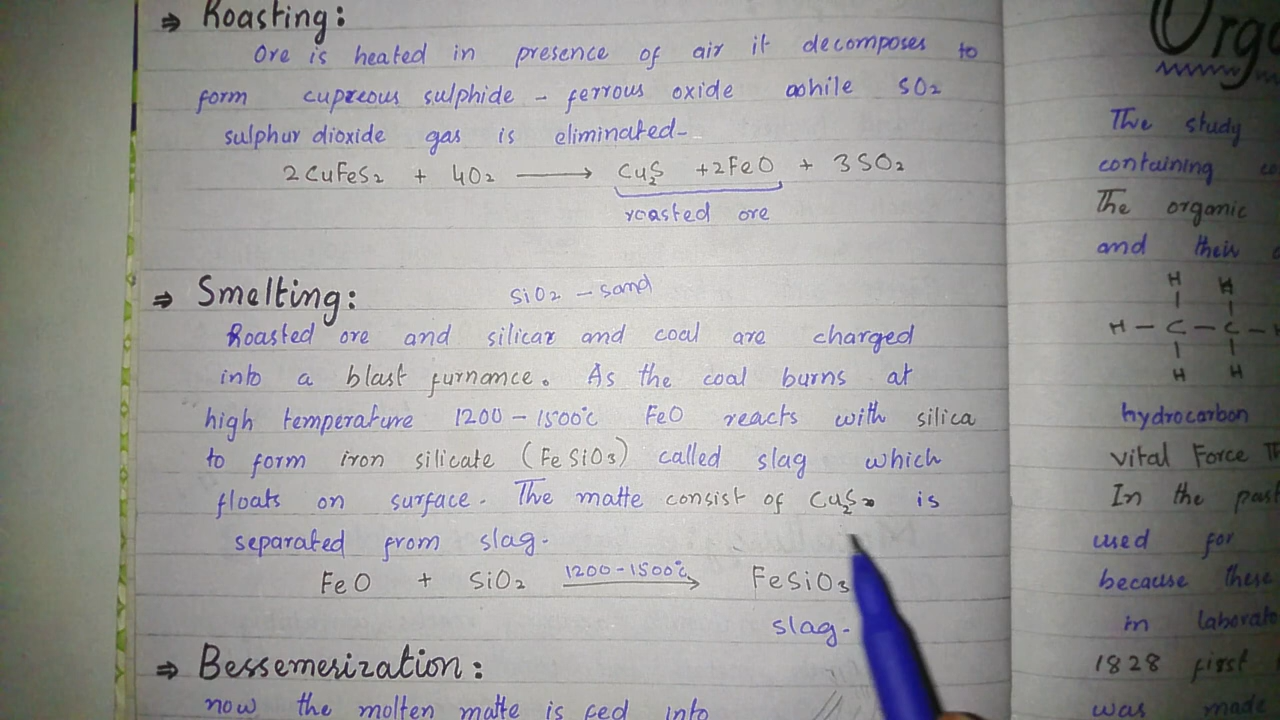 ⇒ Roasting:
Ore is heated in presence of air it decomposes to
form cupreous sulphide - ferrous oxide while SO2
sulphur dioxide gas is eliminated-
2CuFeS2 + 4O2 ⟶ Cu2S +2FeO + 3SO2
roasted ore
⇒ Smelting: SiO2 - sand
Roasted ore and silica and coal are charged
into a blast furnance. As the coal burns at
high temperature 1200-1500°C FeO reacts with silica
to form iron silicate (FeSiO3) called slag which
floats on surface. The matte consist of Cu2S is
separated from slag-
FeO + SiO2 1200-1500°C ⟶ FeSiO3
slag-
⇒ Bessemerization:
now the molten matte is fed into
Orga
The study
containing
The organic
and their
H H
H - C - C -
H H
hydrocarbon
vital Force
In the past
used for
because these
in laborato
1828 first
was made